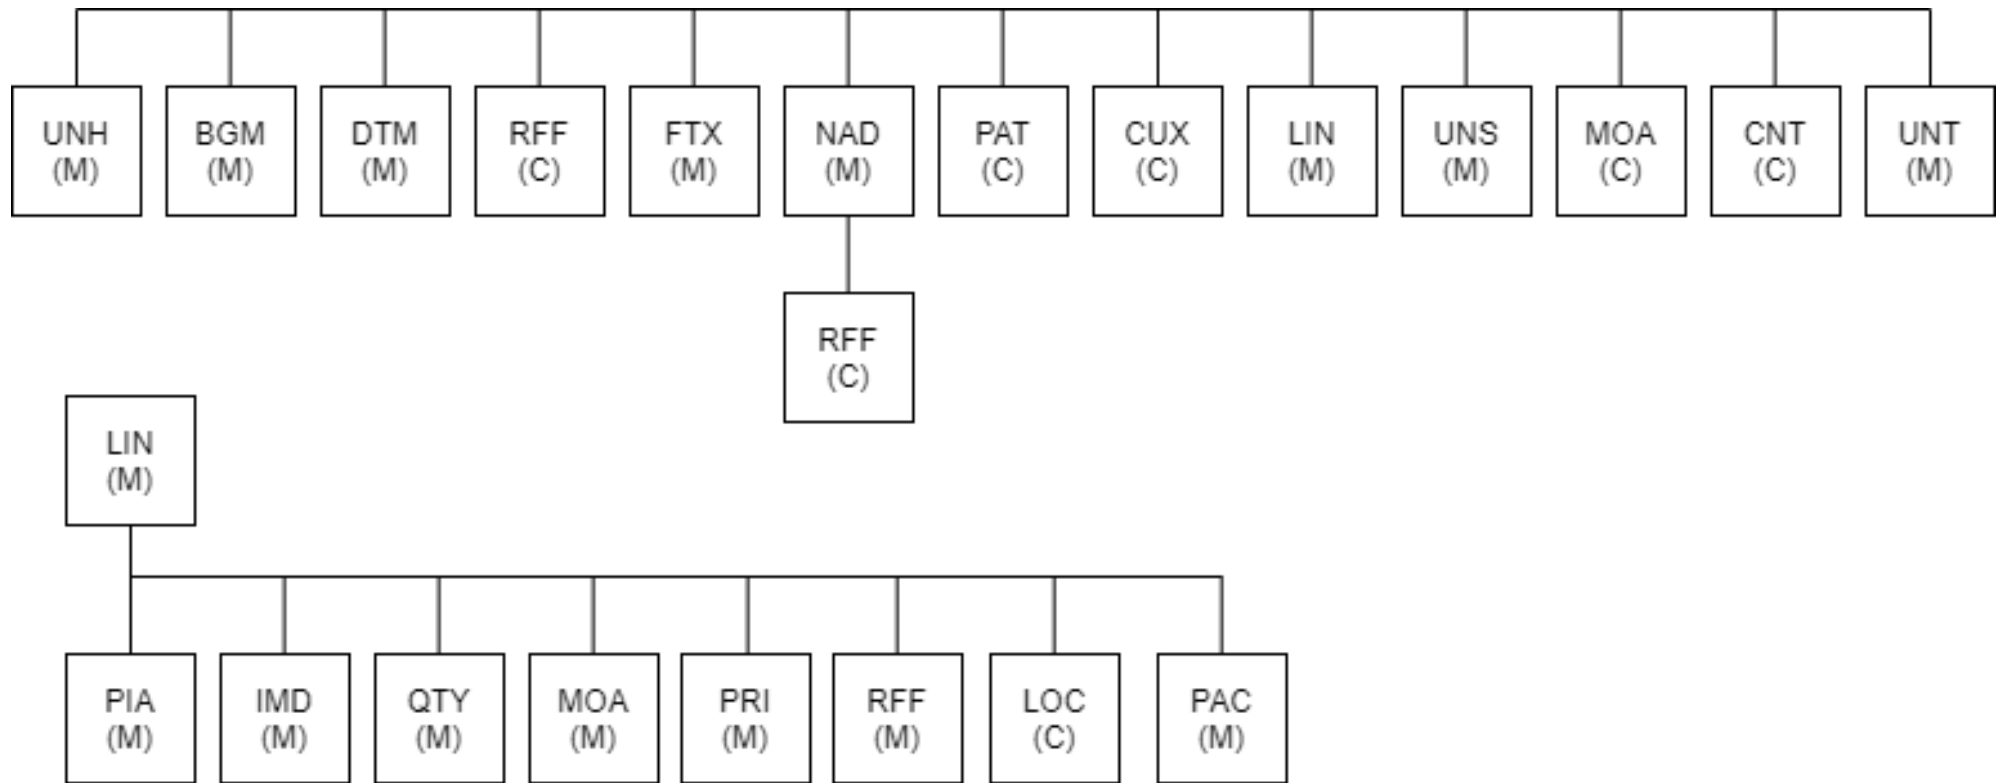 UNH
(M)
BGM
(M)
DTM
(M)
RFF
(C)
FTX
(M)
NAD
(M)
PAT
(C)
CUX
(C)
LIN
(M)
UNS
(M)
MOA
(C)
CNT
(C)
UNT
(M)
RFF
(C)
LIN
(M)
PIA
(M)
IMD
(M)
QTY
(M)
MOA
(M)
PRI
(M)
RFF
(M)
LOC
(C)
PAC
(M)